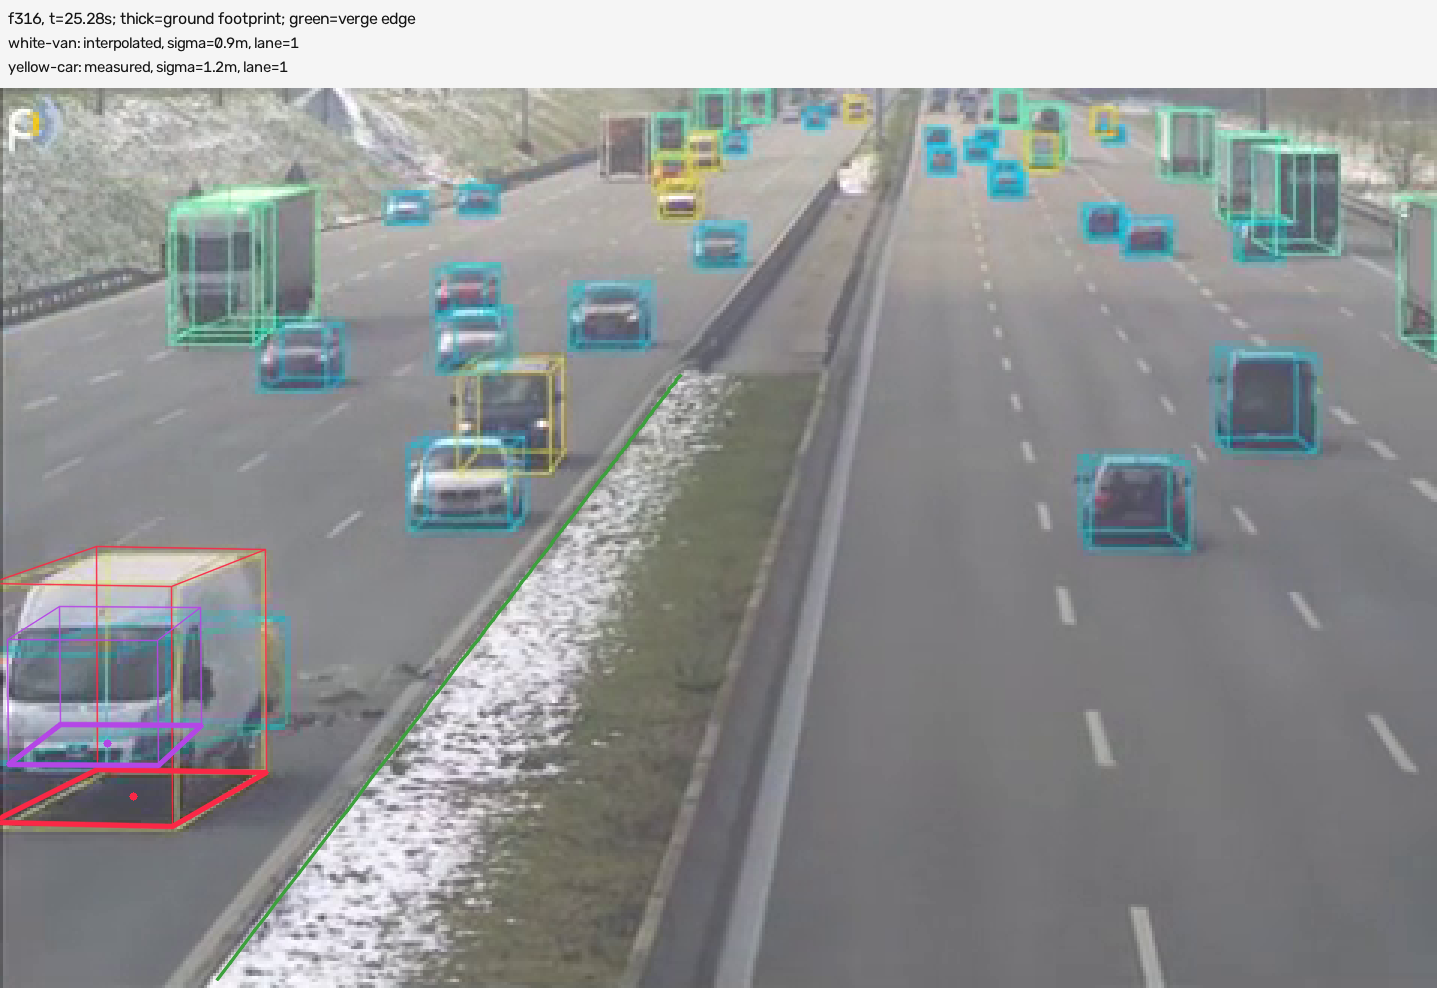 f316, t=25.28s; thick=ground footprint; green=verge edge
white-van: interpolated, sigma=0.9m, lane=1
yellow-car: measured, sigma=1.2m, lane=1